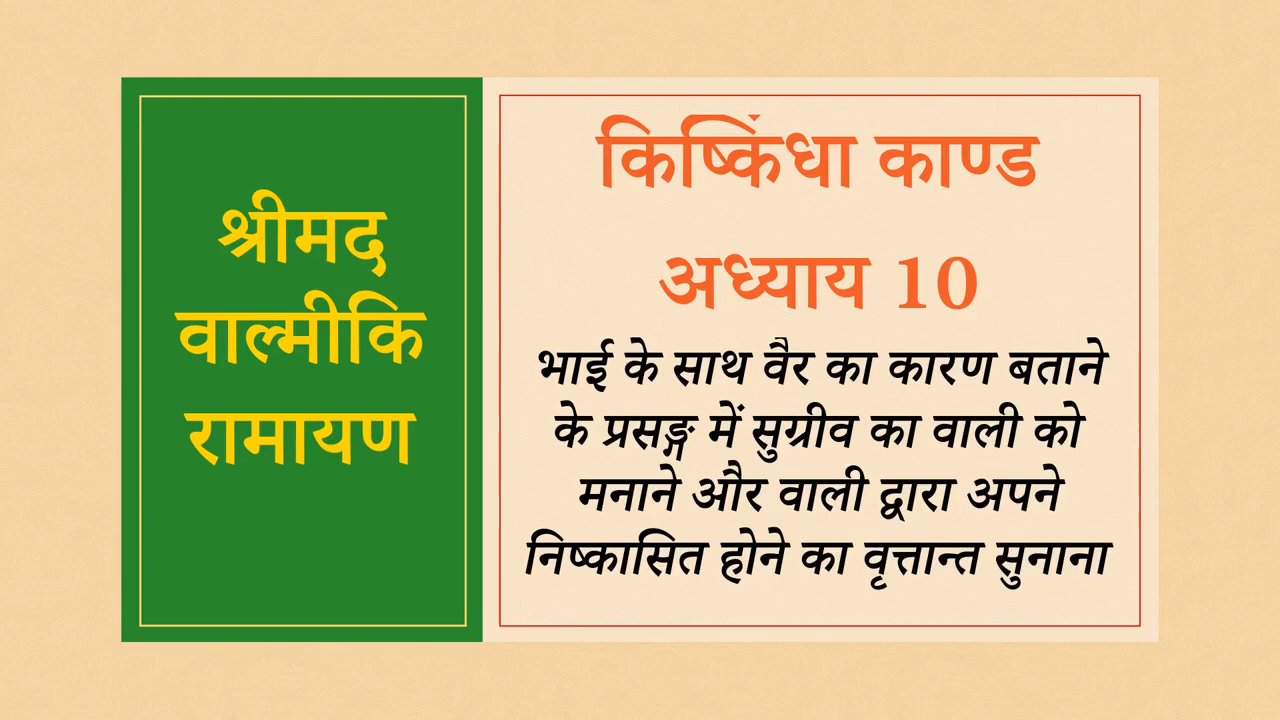 श्रीमद
वाल्मीकि
रामायण
किष्किंधा काण्ड
अध्याय 10
भाई के साथ वैर का कारण बताने
के प्रसङ्ग में सुग्रीव का वाली को
मनाने और वाली द्वारा अपने
निष्कासित होने का वृत्तान्त सुनाना